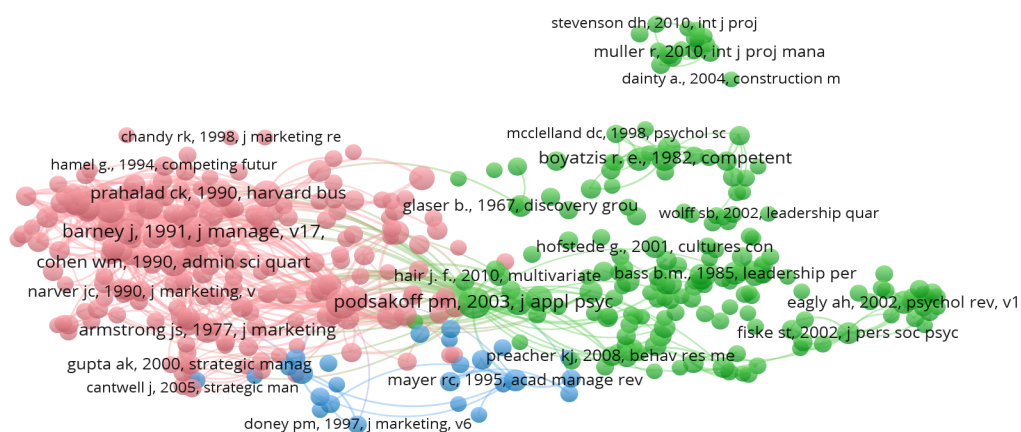 stevenson dh, 2010, int j proj
muller r, 2010, int j proj mana
dainty a., 2004, construction m
chandy rk, 1998, j marketing re
mcclelland dc, 1998, psychol sc
boyatzis r. e., 1982, competent
hamel g., 1994, competing futur
prahalad ck, 1990, harvard bus
glaser b., 1967, discovery grou
wolff sb, 2002, leadership quar
barney j, 1991, j manage, v17,
hofstede g., 2001, cultures con
cohen wm, 1990, admin sci quart
hair j. f., 2010, multivariate
bass b.m., 1985, leadership per
narver jc, 1990, j marketing, v
podsakoff pm, 2003, j appl psyc
eagly ah, 2002, psychol rev, v1
armstrong js, 1977, j marketing
fiske st, 2002, j pers soc psyc
preacher kj, 2008, behav res me
gupta ak, 2000, strategic manag
mayer rc, 1995, acad manage rev
cantwell j, 2005, strategic man
doney pm, 1997, j marketing, v6